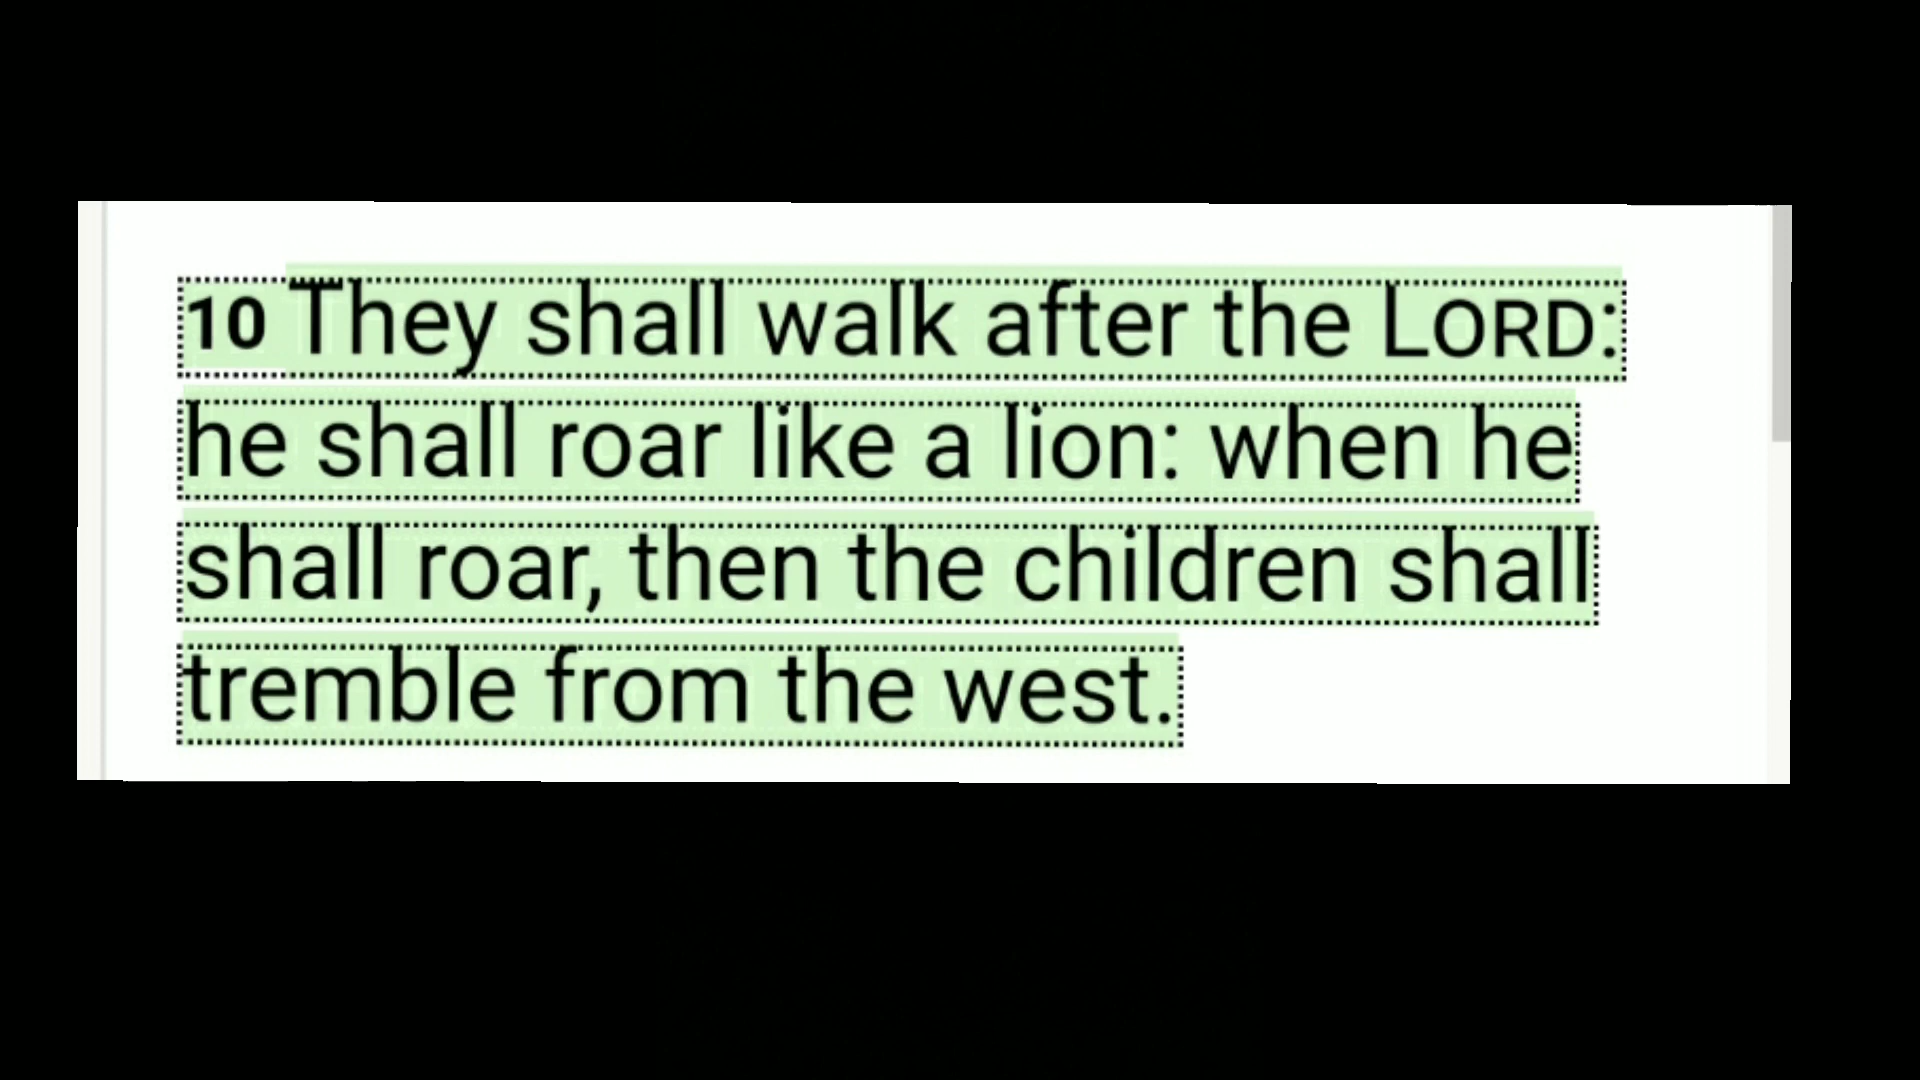 10 They shall walk after the LORD:
he shall roar like a lion: when he
shall roar, then the children shall
tremble from the west.